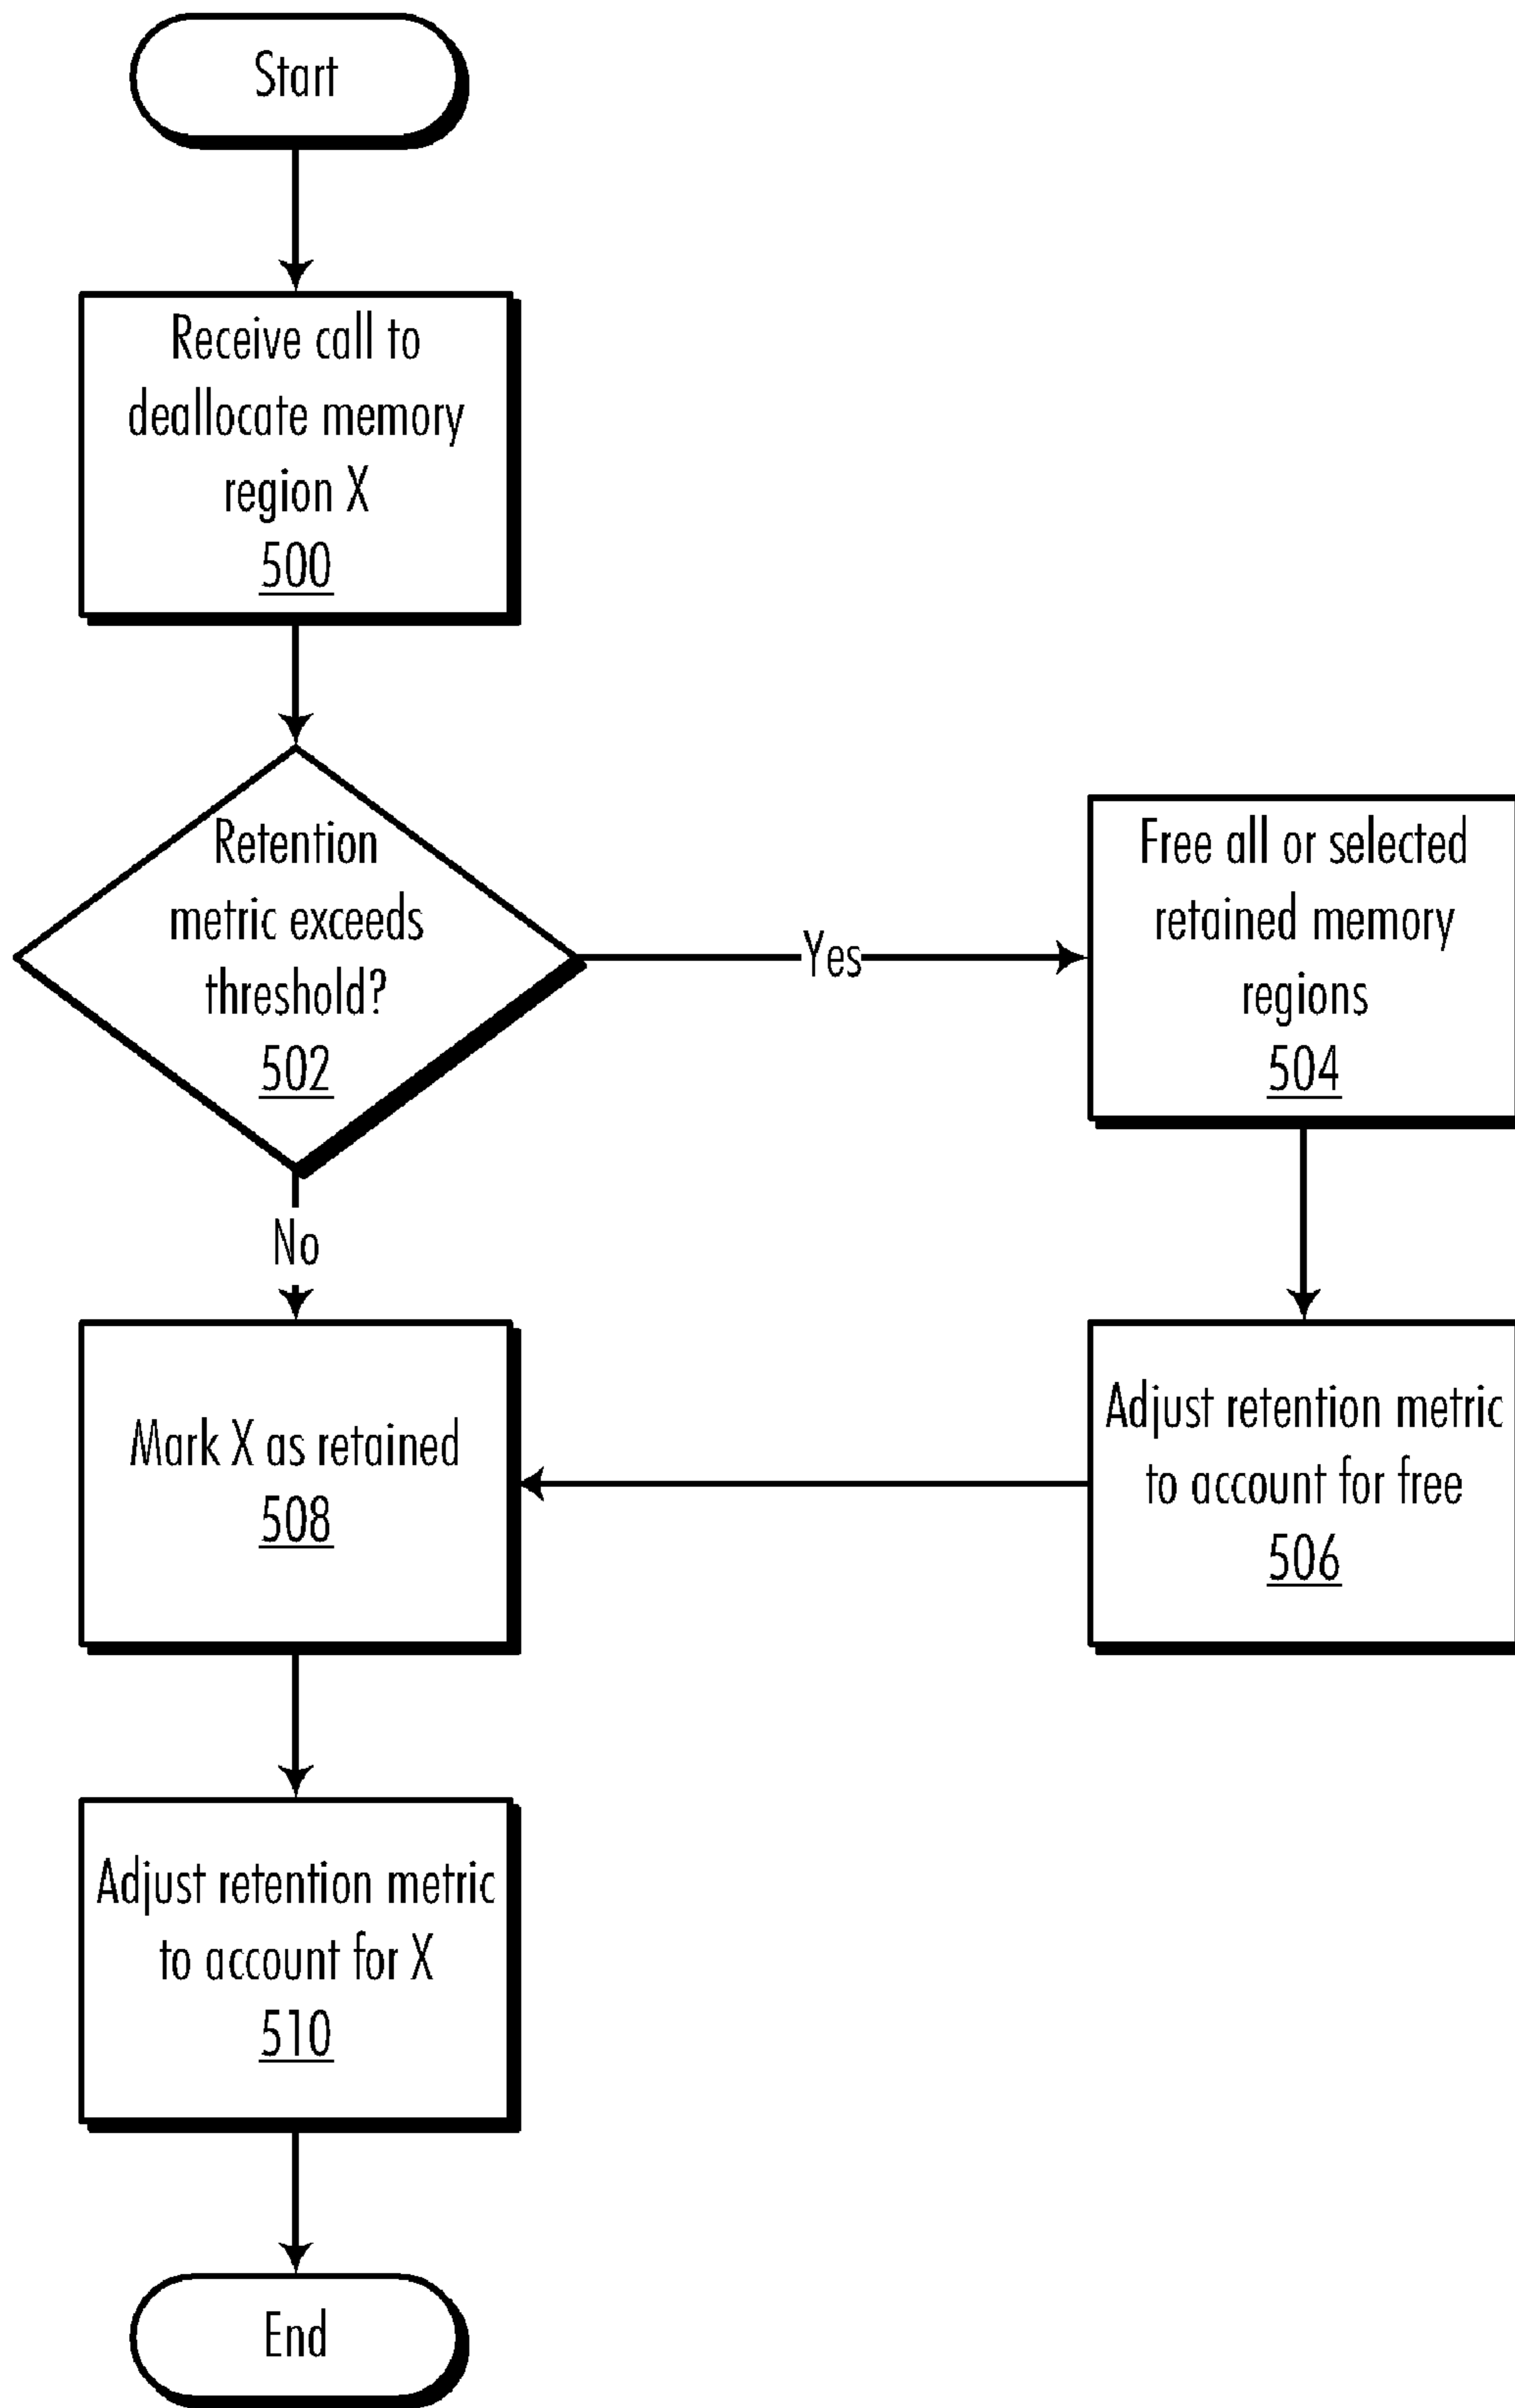 Start
Receive call to
deallocate memory
region X
500
Retention
metric exceeds
threshold?
502
Yes
Free all or selected
retained memory
regions
504
No
Mark X as retained
508
Adjust retention metric
to account for free
506
Adjust retention metric
to account for X
510
End